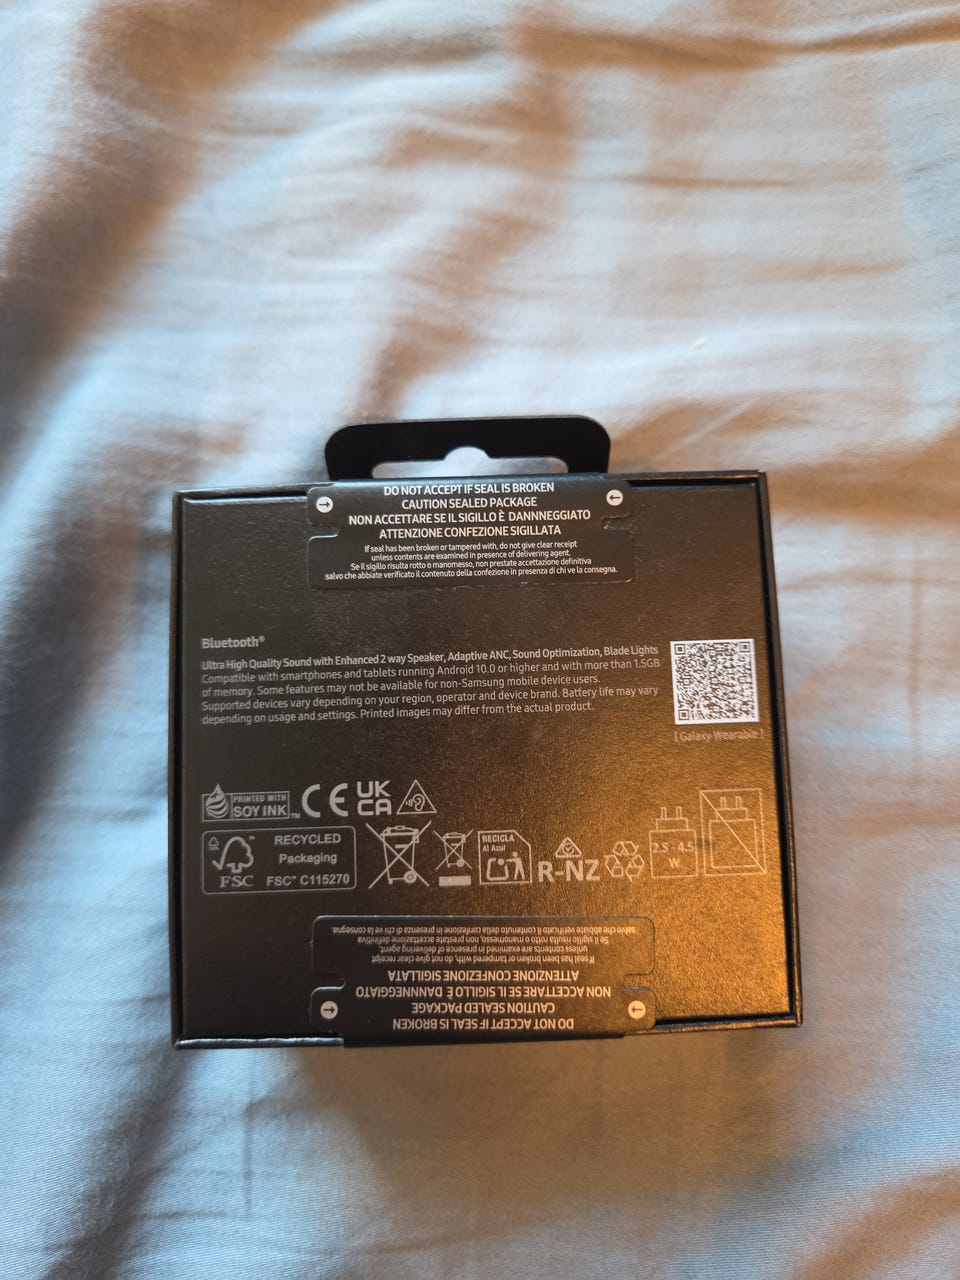 DO NOT ACCEPT IF SEAL IS BROKEN
CAUTION SEALED PACKAGE
NON ACCETTARE SE IL SIGILLO È DANNNEGGIATO
ATTENZIONE CONFEZIONE SIGILLATA
If seal has been broken or tampered with, do not give clear receipt
unless contents are examined in presence of delivering agent.
Se il sigillo risulta rotto o manomesso, non prestate accettazione definitiva
salvo che abbiate verificato il contenuto della confezione in presenza di chi ve la consegna.
Bluetooth®
Ultra High Quality Sound with Enhanced 2 way Speaker, Adaptive ANC, Sound Optimization, Blade Lights
Compatible with smartphones and tablets running Android 10.0 or higher and with more than 1.5GB
of memory. Some features may not be available for non-Samsung mobile device users.
Supported devices vary depending on your region, operator and device brand. Battery life may vary
depending on usage and settings. Printed images may differ from the actual product.
[ Galaxy Wearable ]
PRINTED WITH
SOY INK™
CE
UK
CA
FSC™
RECYCLED
Packaging
FSC™ C115270
RECICLA
Al Azul
R-NZ
2.5 - 4.5
W
DO NOT ACCEPT IF SEAL IS BROKEN
CAUTION SEALED PACKAGE
NON ACCETTARE SE IL SIGILLO È DANNNEGGIATO
ATTENZIONE CONFEZIONE SIGILLATA
If seal has been broken or tampered with, do not give clear receipt
unless contents are examined in presence of delivering agent.
Se il sigillo risulta rotto o manomesso, non prestate accettazione definitiva
salvo che abbiate verificato il contenuto della confezione in presenza di chi ve la consegna.